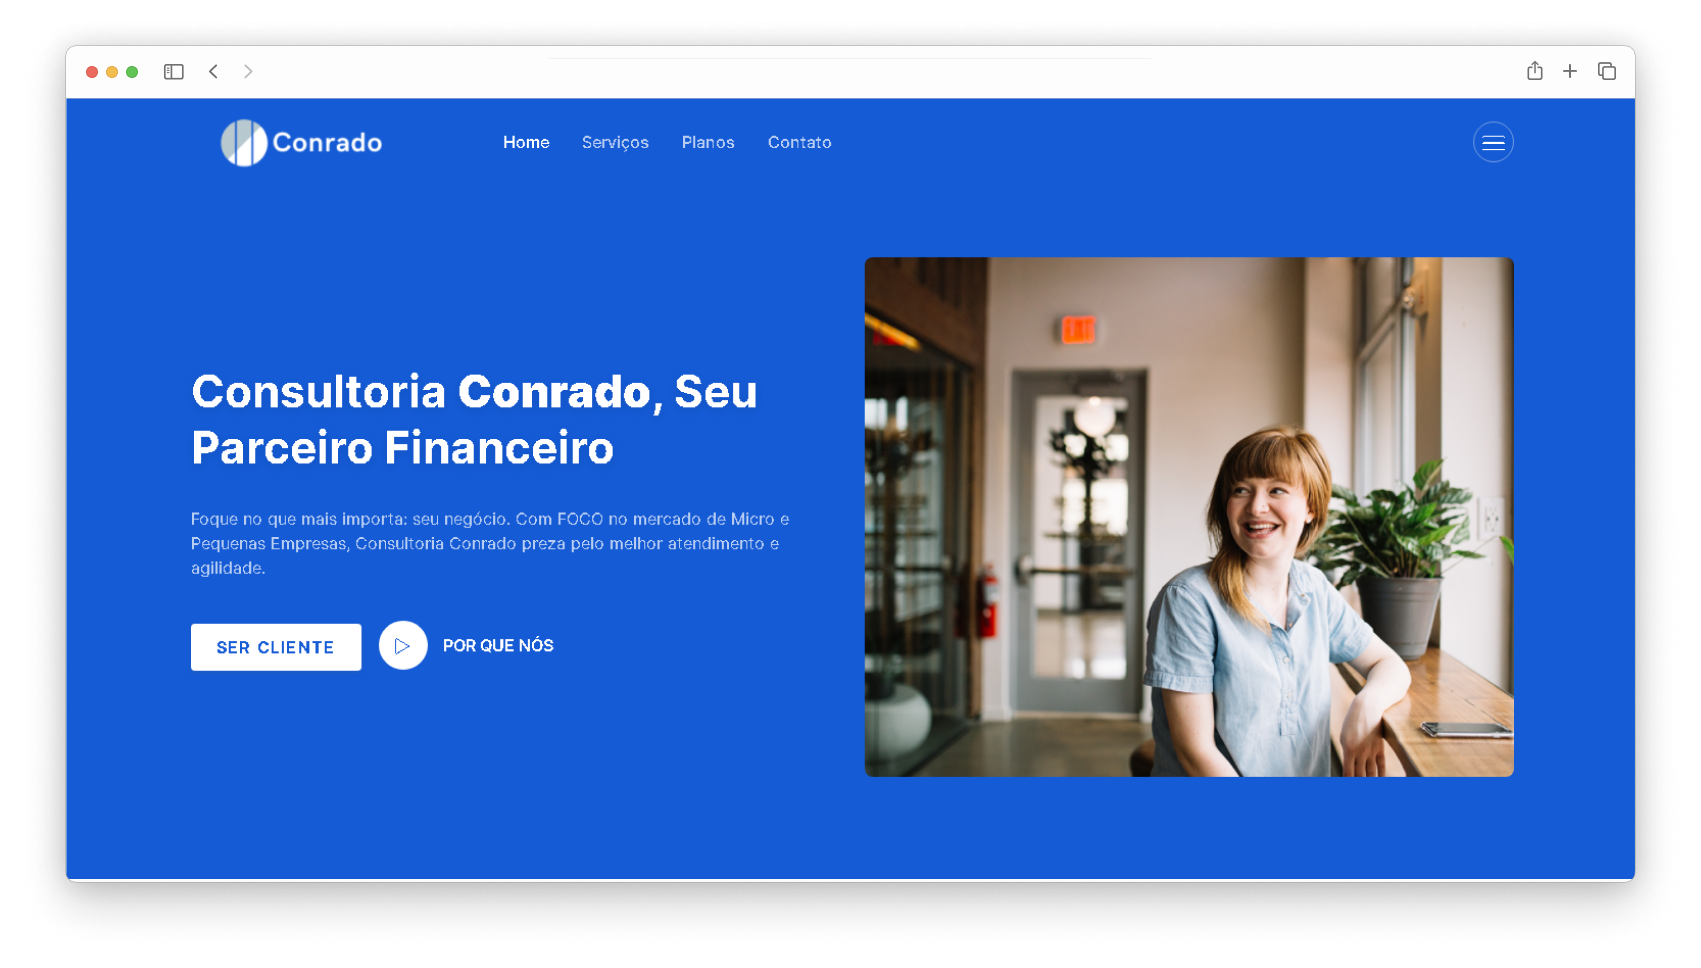 Conrado
Home Serviços Planos Contato
Consultoria Conrado, Seu
Parceiro Financeiro
Foque no que mais importa: seu negócio. Com FOCO no mercado de Micro e
Pequenas Empresas, Consultoria Conrado preza pelo melhor atendimento e
agilidade.
SER CLIENTE
POR QUE NÓS